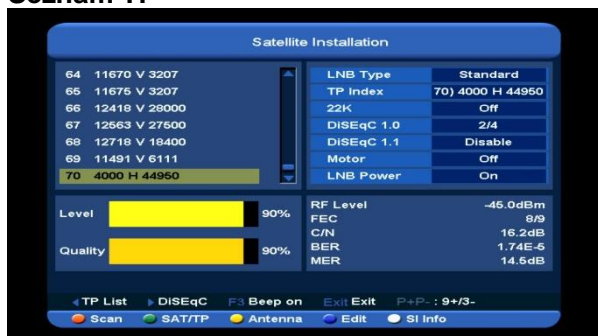 Satellite Installation
64 11670 V 3207
65 11675 V 3207
66 12418 V 28000
67 12563 V 27500
68 12718 V 18400
69 11491 V 6111
70 4000 H 44950
LNB Type Standard
TP Index 70) 4000 H 44950
22K Off
DiSEqC 1.0 2/4
DiSEqC 1.1 Disable
Motor Off
LNB Power On
Level 90%
Quality 90%
RF Level -45.0dBm
FEC 8/9
C/N 16.2dB
BER 1.74E-5
MER 14.5dB
TP List DiSEqC F3 Beep on Exit Exit P+P- : 9+/3-
Scan SAT/TP Antenna Edit SI Info